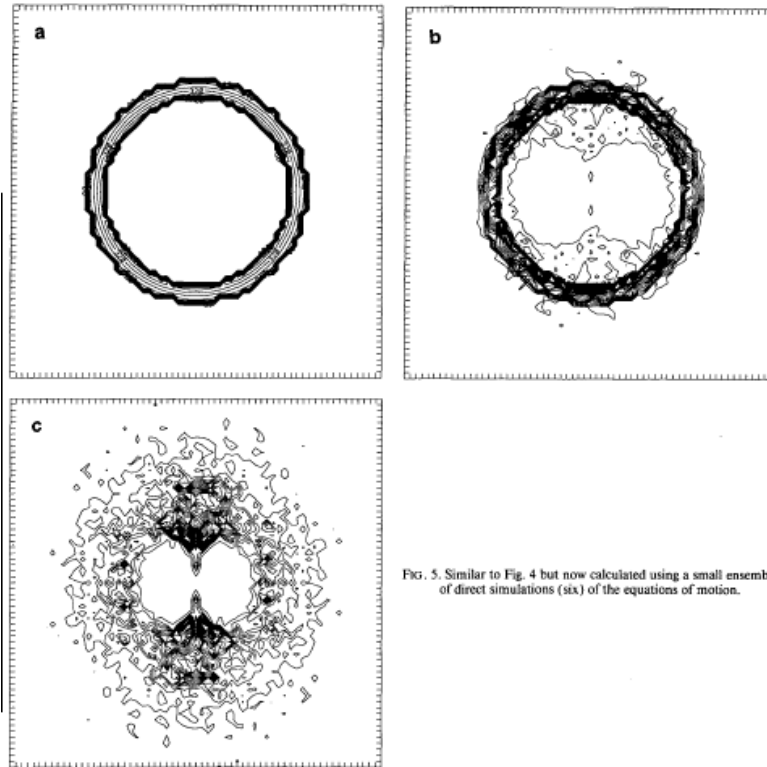 a
b
c
FIG. 5. Similar to Fig. 4 but now calculated using a small ensemb
of direct simulations (six) of the equations of motion.